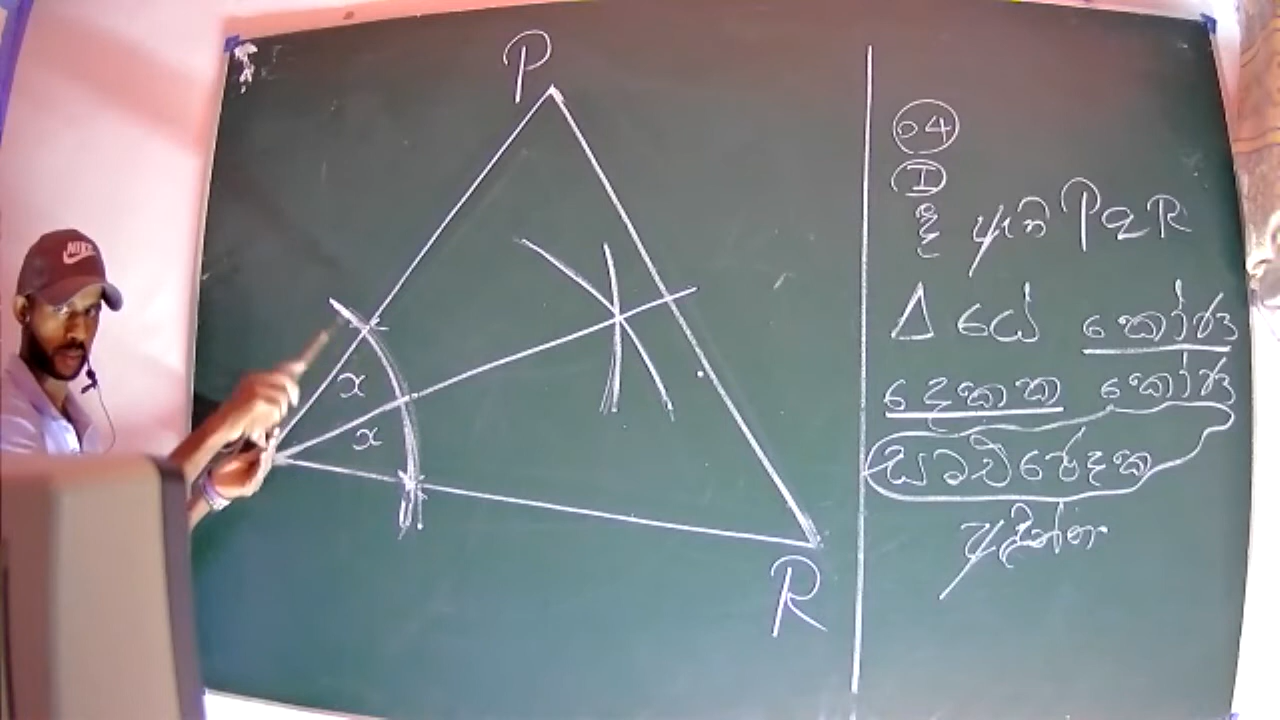 NIKE
P
x
x
R
04
I
දී ඇති PQR
Δ යේ කෝණ
දෙකක කෝණ
සමච්ඡේදක
අඳින්න